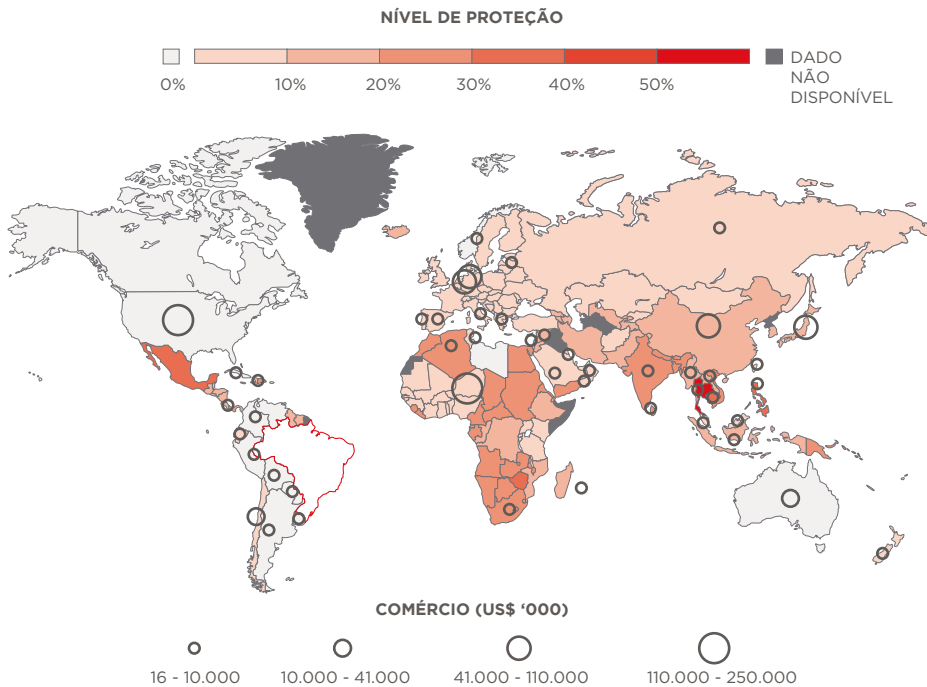 NÍVEL DE PROTEÇÃO
0% 10% 20% 30% 40% 50%
DADO
NÃO
DISPONÍVEL
COMÉRCIO (US$ ‘000)
16 - 10.000 10.000 - 41.000 41.000 - 110.000 110.000 - 250.000